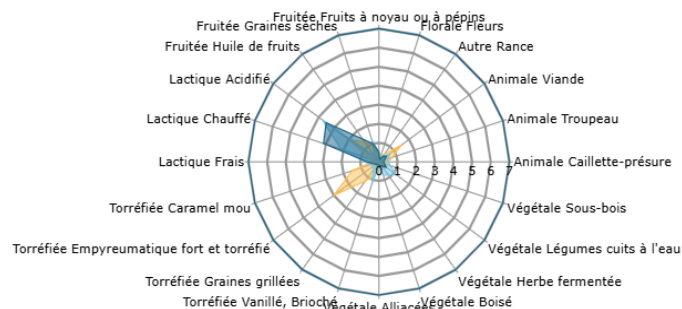 Fruitée Fruits à noyau ou à pépins
Fruitée Graines sèches
Florale Fleurs
Fruitée Huile de fruits
Autre Rance
Lactique Acidifié
Animale Viande
Lactique Chauffé
Animale Troupeau
Lactique Frais
0 1 2 3 4 5 6 7
Animale Caillette-présure
Torréfiée Caramel mou
Végétale Sous-bois
Torréfiée Empyreumatique fort et torréfié
Végétale Légumes cuits à l'eau
Torréfiée Graines grillées
Végétale Herbe fermentée
Torréfiée Vanillé, Brioché
Végétale Boisé
Végétale Alliacées